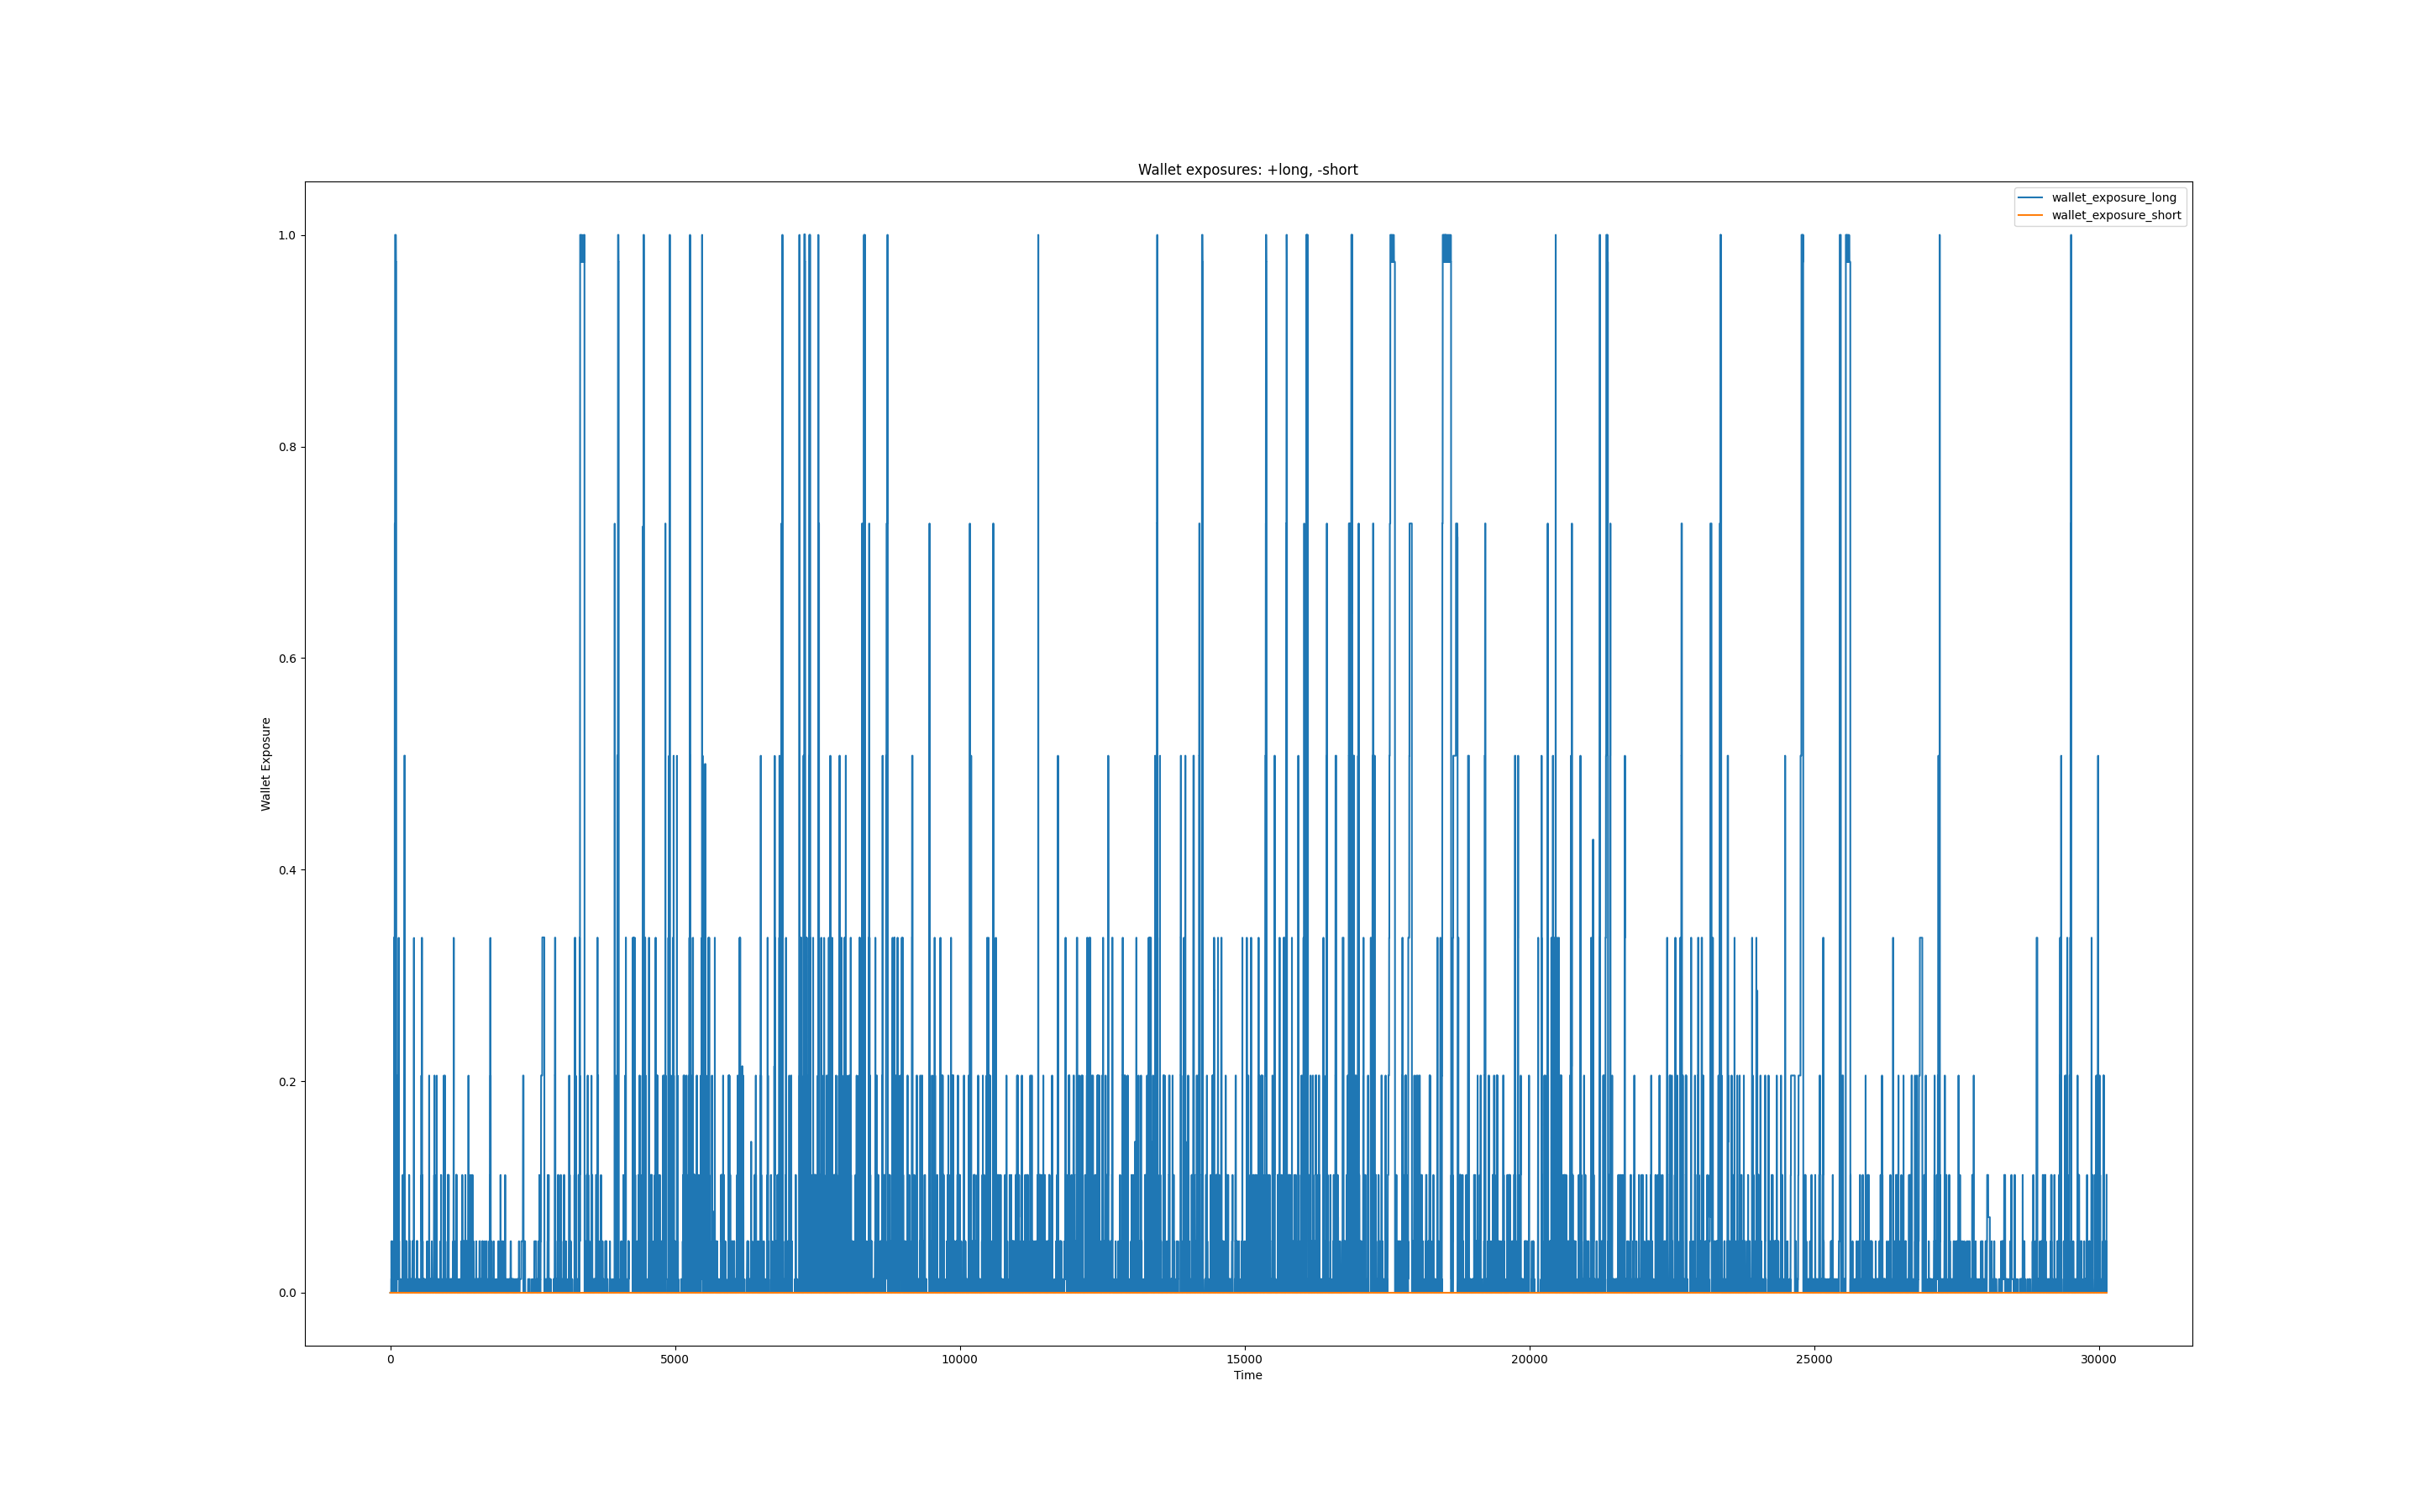 Wallet exposures: +long, -short
wallet_exposure_long
wallet_exposure_short
1.0
0.8
0.6
0.4
0.2
0.0
Wallet Exposure
0 5000 10000 15000 20000 25000 30000
Time